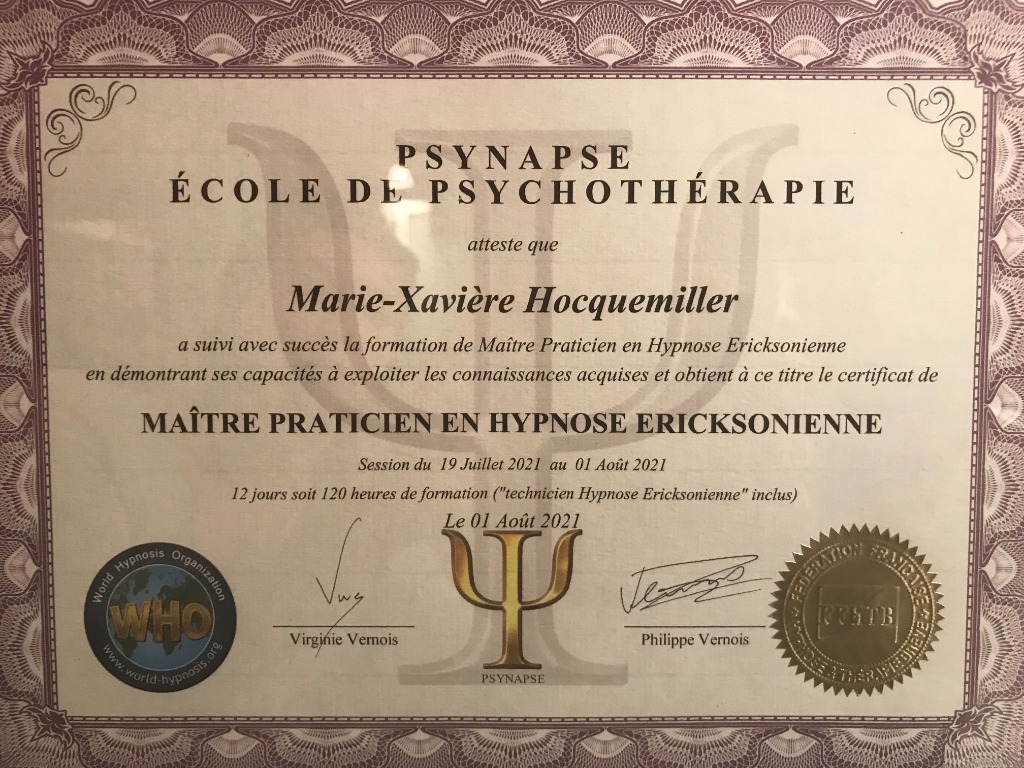 PSYNAPSE
ÉCOLE DE PSYCHOTHÉRAPIE
atteste que
Marie-Xavière Hocquemiller
a suivi avec succès la formation de Maître Praticien en Hypnose Ericksonienne
en démontrant ses capacités à exploiter les connaissances acquises et obtient à ce titre le certificat de
MAÎTRE PRATICIEN EN HYPNOSE ERICKSONIENNE
Session du 19 Juillet 2021 au 01 Août 2021
12 jours soit 120 heures de formation ("technicien Hypnose Ericksonienne" inclus)
Le 01 Août 2021
World Hypnosis Organization
WHO
www.world-hypnosis.org
Virginie Vernois
PSYNAPSE
Philippe Vernois
FÉDÉRATION FRANÇAISE